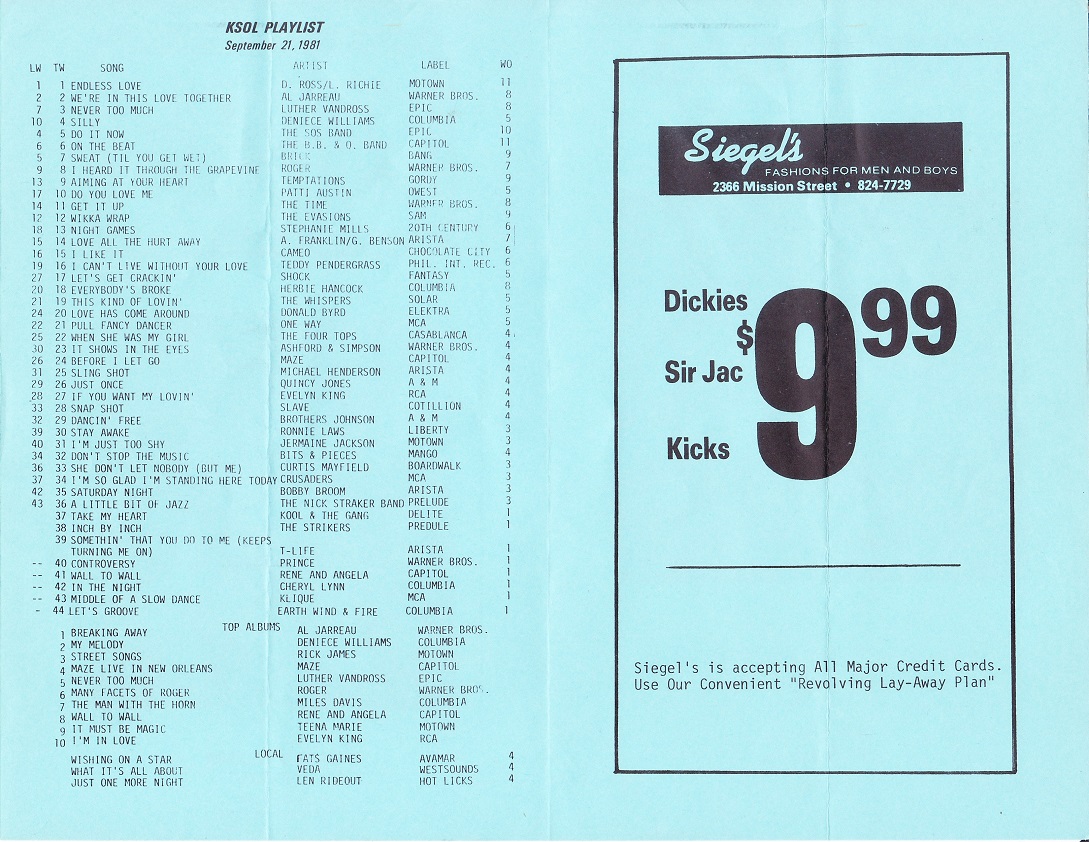 KSOL PLAYLIST
September 21, 1981
LW TW SONG ARTIST LABEL WO
1 1 ENDLESS LOVE D. ROSS/L. RICHIE MOTOWN 11
2 2 WE'RE IN THIS LOVE TOGETHER AL JARREAU WARNER BROS. 8
7 3 NEVER TOO MUCH LUTHER VANDROSS EPIC 8
10 4 SILLY DENIECE WILLIAMS COLUMBIA 5
4 5 DO IT NOW THE SOS BAND EPIC 10
6 6 ON THE BEAT THE B.B. & O. BAND CAPITOL 11
5 7 SWEAT (TIL YOU GET WET) BRICK BANG 9
9 8 I HEARD IT THROUGH THE GRAPEVINE ROGER WARNER BROS. 7
13 9 AIMING AT YOUR HEART TEMPTATIONS GORDY 9
17 10 DO YOU LOVE ME PATTI AUSTIN QWEST 5
14 11 GET IT UP THE TIME WARNER BROS. 8
12 12 WIKKA WRAP THE EVASIONS SAM 9
18 13 NIGHT GAMES STEPHANIE MILLS 20TH CENTURY 6
15 14 LOVE ALL THE HURT AWAY A. FRANKLIN/G. BENSON ARISTA 7
16 15 I LIKE IT CAMEO CHOCOLATE CITY 6
19 16 I CAN'T LIVE WITHOUT YOUR LOVE TEDDY PENDERGRASS PHIL. INT. REC. 6
27 17 LET'S GET CRACKIN' SHOCK FANTASY 5
20 18 EVERYBODY'S BROKE HERBIE HANCOCK COLUMBIA 8
21 19 THIS KIND OF LOVIN' THE WHISPERS SOLAR 5
24 20 LOVE HAS COME AROUND DONALD BYRD ELEKTRA 5
22 21 PULL FANCY DANCER ONE WAY MCA 5
25 22 WHEN SHE WAS MY GIRL THE FOUR TOPS CASABLANCA 4
30 23 IT SHOWS IN THE EYES ASHFORD & SIMPSON WARNER BROS. 4
26 24 BEFORE I LET GO MAZE CAPITOL 4
31 25 SLING SHOT MICHAEL HENDERSON ARISTA 4
29 26 JUST ONCE QUINCY JONES A & M 4
28 27 IF YOU WANT MY LOVIN' EVELYN KING RCA 4
33 28 SNAP SHOT SLAVE COTILLION 4
32 29 DANCIN' FREE BROTHERS JOHNSON A & M 4
39 30 STAY AWAKE RONNIE LAWS LIBERTY 3
40 31 I'M JUST TOO SHY JERMAINE JACKSON MOTOWN 3
34 32 DON'T STOP THE MUSIC BITS & PIECES MANGO 4
36 33 SHE DON'T LET NOBODY (BUT ME) CURTIS MAYFIELD BOARDWALK 3
37 34 I'M SO GLAD I'M STANDING HERE TODAY CRUSADERS MCA 3
42 35 SATURDAY NIGHT BOBBY BROOM ARISTA 3
43 36 A LITTLE BIT OF JAZZ THE NICK STRAKER BAND PRELUDE 3
37 TAKE MY HEART KOOL & THE GANG DELITE 1
38 INCH BY INCH THE STRIKERS PREDULE 1
39 SOMETHIN' THAT YOU DO TO ME (KEEPS
TURNING ME ON) T-LIFE ARISTA 1
-- 40 CONTROVERSY PRINCE WARNER BROS. 1
-- 41 WALL TO WALL RENE AND ANGELA CAPITOL 1
-- 42 IN THE NIGHT CHERYL LYNN COLUMBIA 1
-- 43 MIDDLE OF A SLOW DANCE KLIQUE MCA 1
- 44 LET'S GROOVE EARTH WIND & FIRE COLUMBIA 1
TOP ALBUMS
1 BREAKING AWAY AL JARREAU WARNER BROS.
2 MY MELODY DENIECE WILLIAMS COLUMBIA
3 STREET SONGS RICK JAMES MOTOWN
4 MAZE LIVE IN NEW ORLEANS MAZE CAPITOL
5 NEVER TOO MUCH LUTHER VANDROSS EPIC
6 MANY FACETS OF ROGER ROGER WARNER BROS.
7 THE MAN WITH THE HORN MILES DAVIS COLUMBIA
8 WALL TO WALL RENE AND ANGELA CAPITOL
9 IT MUST BE MAGIC TEENA MARIE MOTOWN
10 I'M IN LOVE EVELYN KING RCA
LOCAL
WISHING ON A STAR FATS GAINES AVAMAR 4
WHAT IT'S ALL ABOUT VEDA WESTSOUNDS 4
JUST ONE MORE NIGHT LEN RIDEOUT HOT LICKS 4
Siegel's
FASHIONS FOR MEN AND BOYS
2366 Mission Street • 824-7729
Dickies
Sir Jac
Kicks
$9.99
Siegel's is accepting All Major Credit Cards.
Use Our Convenient "Revolving Lay-Away Plan"